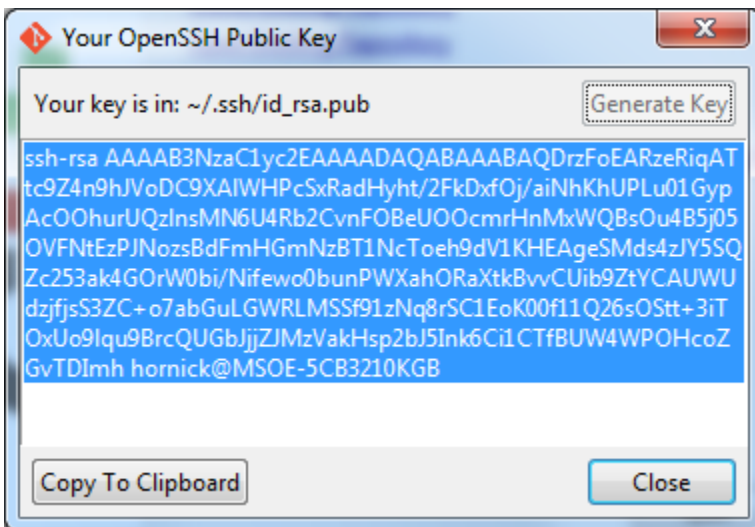 Your OpenSSH Public Key
Your key is in: ~/.ssh/id_rsa.pub
Generate Key
ssh-rsa AAAAB3NzaC1yc2EAAAADAQABAAABAQDrzFoEARzeRiqAT
tc9Z4n9hJVoDC9XAIWHPcSxRadHyht/2FkDxfOj/aiNhKhUPLu01Gyp
AcOOhurUQzInsMN6U4Rb2CvnFOBeUOOcmrHnMxWQBsOu4B5j05
OVFNtEzPJNozsBdFmHGmNzBT1NcToeh9dV1KHEAgeSMds4zJY5SQ
Zc253ak4GOrW0bi/Nifewo0bunPWXahORaXtkBvvCUib9ZtYCAUWU
dzjfjsS3ZC+o7abGuLGWRLMSSf91zNq8rSC1EoK00f11Q26sOStt+3iT
OxUo9Iqu9BrcQUGbJjjZJMzVakHsp2bJ5Ink6Ci1CTfBUW4WPOHcoZ
GvTDImh hornick@MSOE-5CB3210KGB
Copy To Clipboard
Close